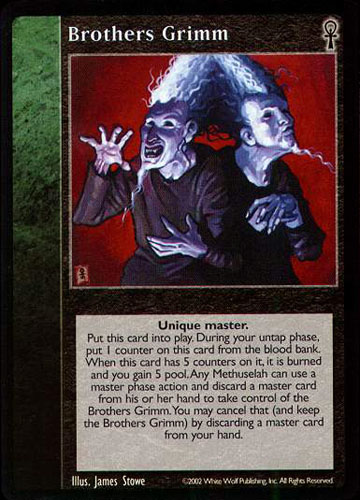 Brothers Grimm
Unique master.
Put this card into play. During your untap phase,
put 1 counter on this card from the blood bank.
When this card has 5 counters on it, it is burned
and you gain 5 pool. Any Methuselah can use a
master phase action and discard a master card
from his or her hand to take control of the
Brothers Grimm. You may cancel that (and keep
the Brothers Grimm) by discarding a master card
from your hand.
Illus. James Stowe
©2002 White Wolf Publishing, Inc. All Rights Reserved.